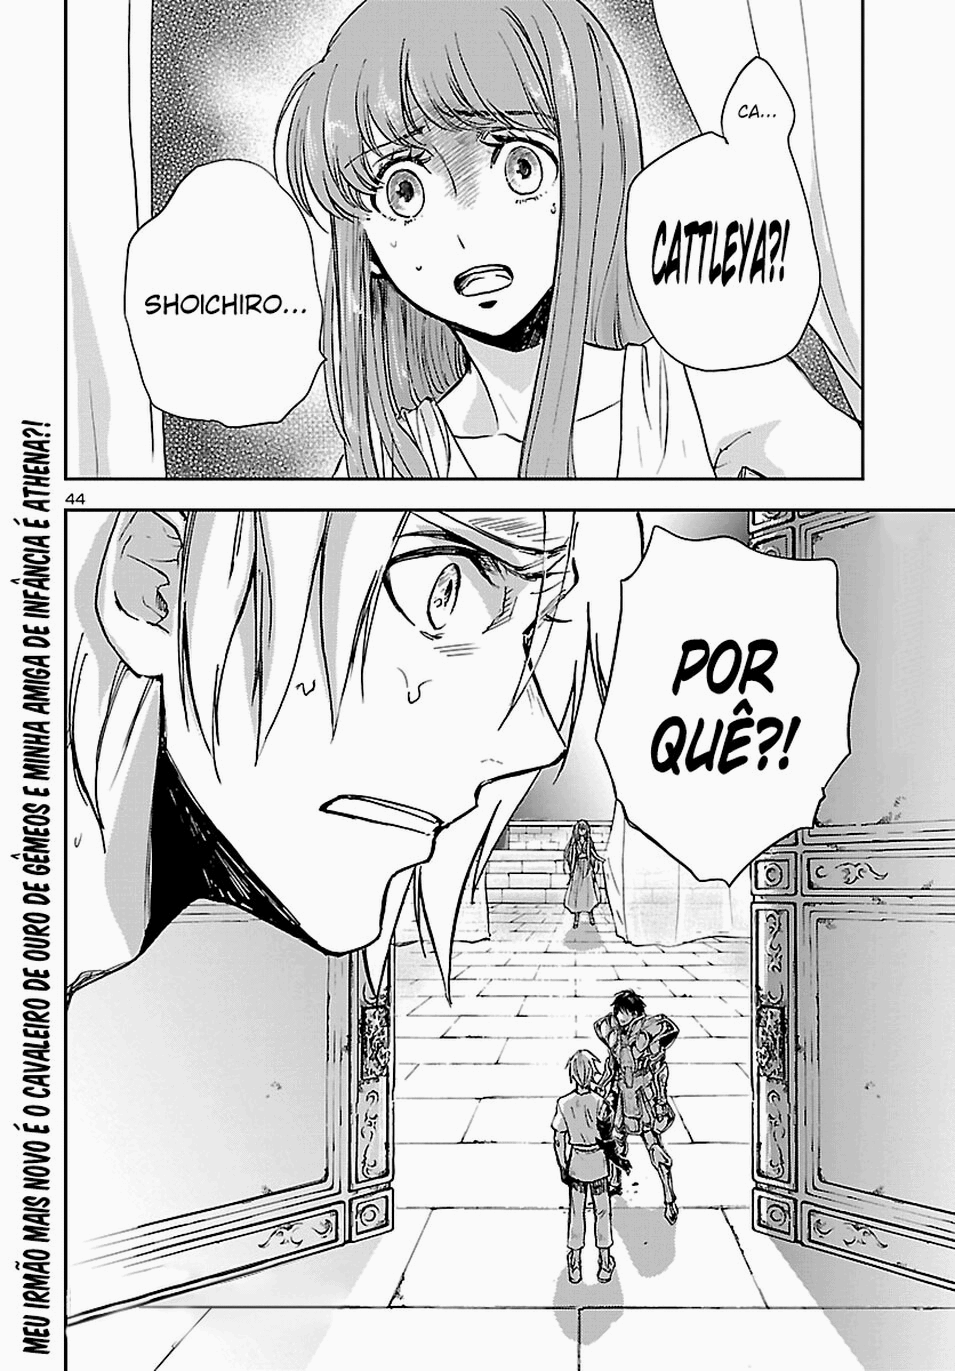 CA...
CATTLEYA?!
SHOICHIRO...
44
POR
QUÊ?!
MEU IRMÃO MAIS NOVO É O CAVALEIRO DE OURO DE GÊMEOS E MINHA AMIGA DE INFÂNCIA É ATHENA?!